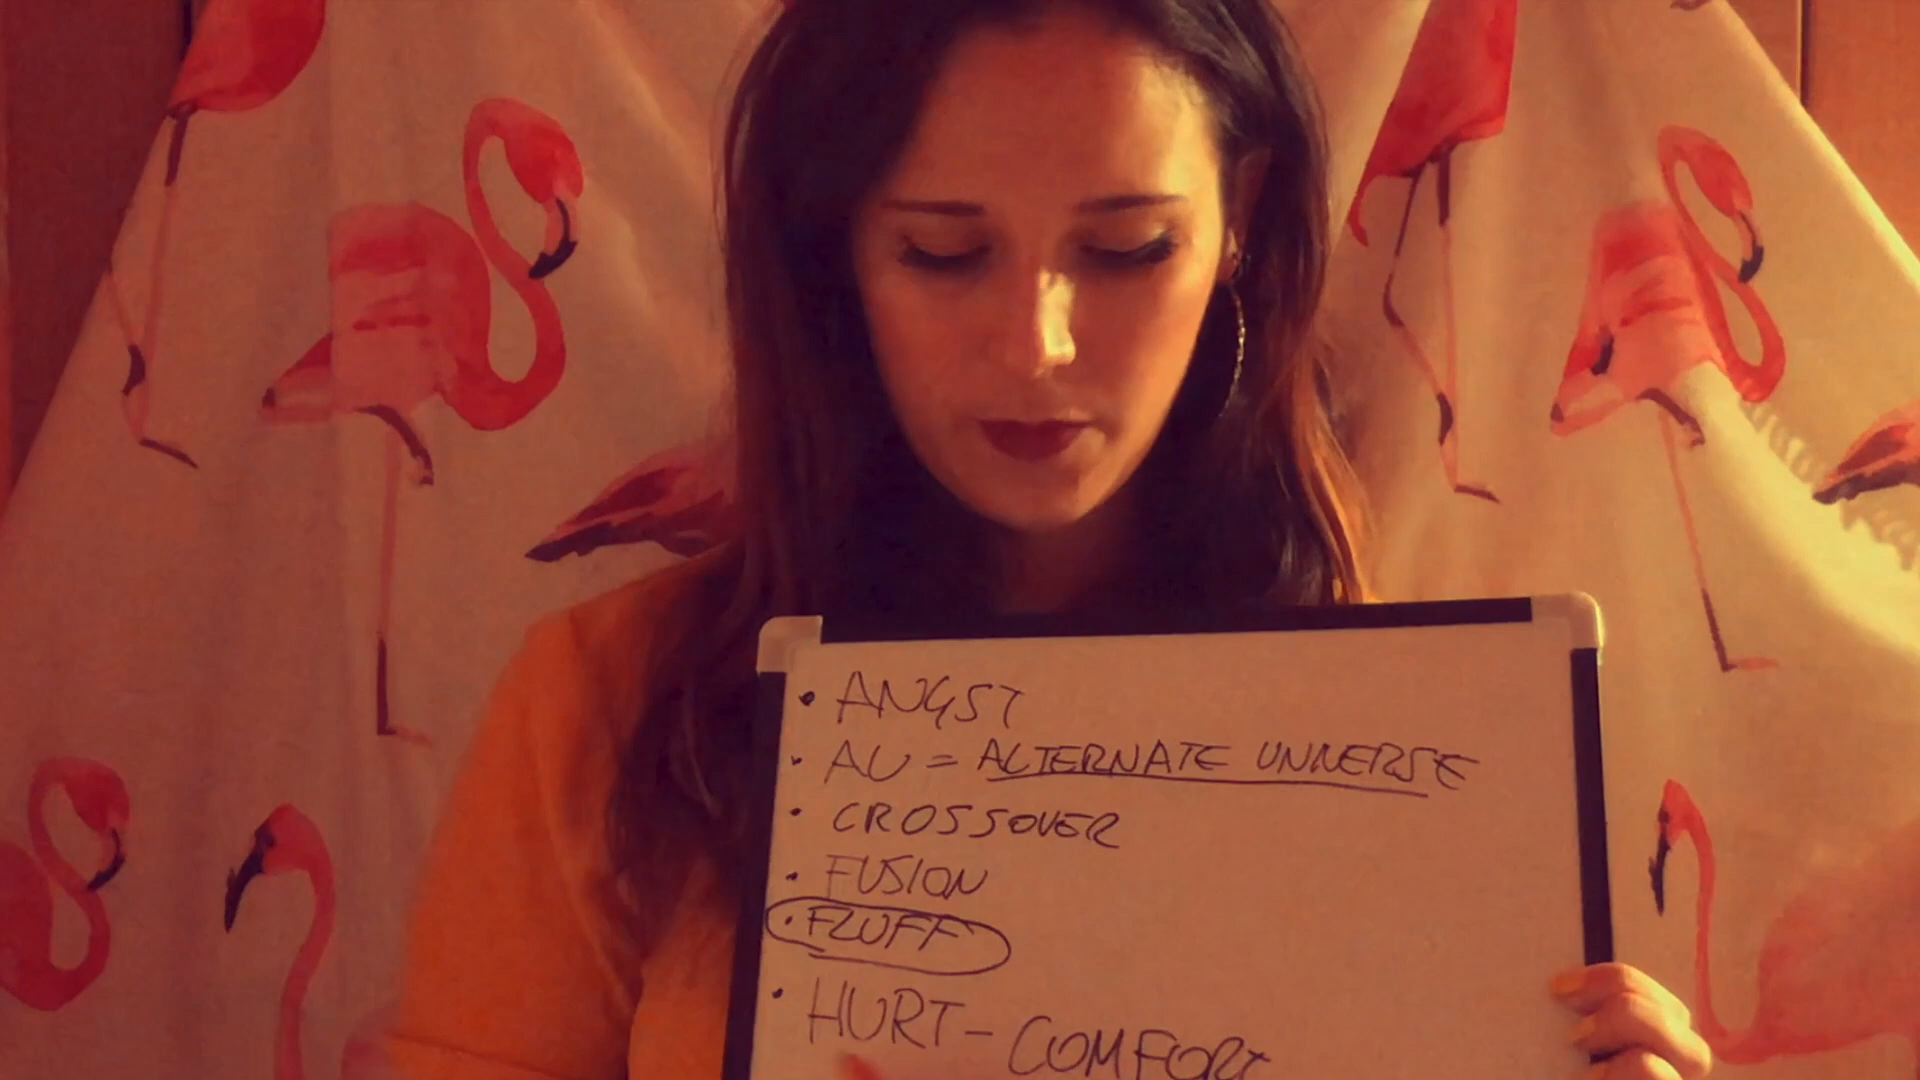 • ANGST
• AU = ALTERNATE UNIVERSE
• CROSSOVER
• FUSION
• FLUFF
• HURT-COMFORT